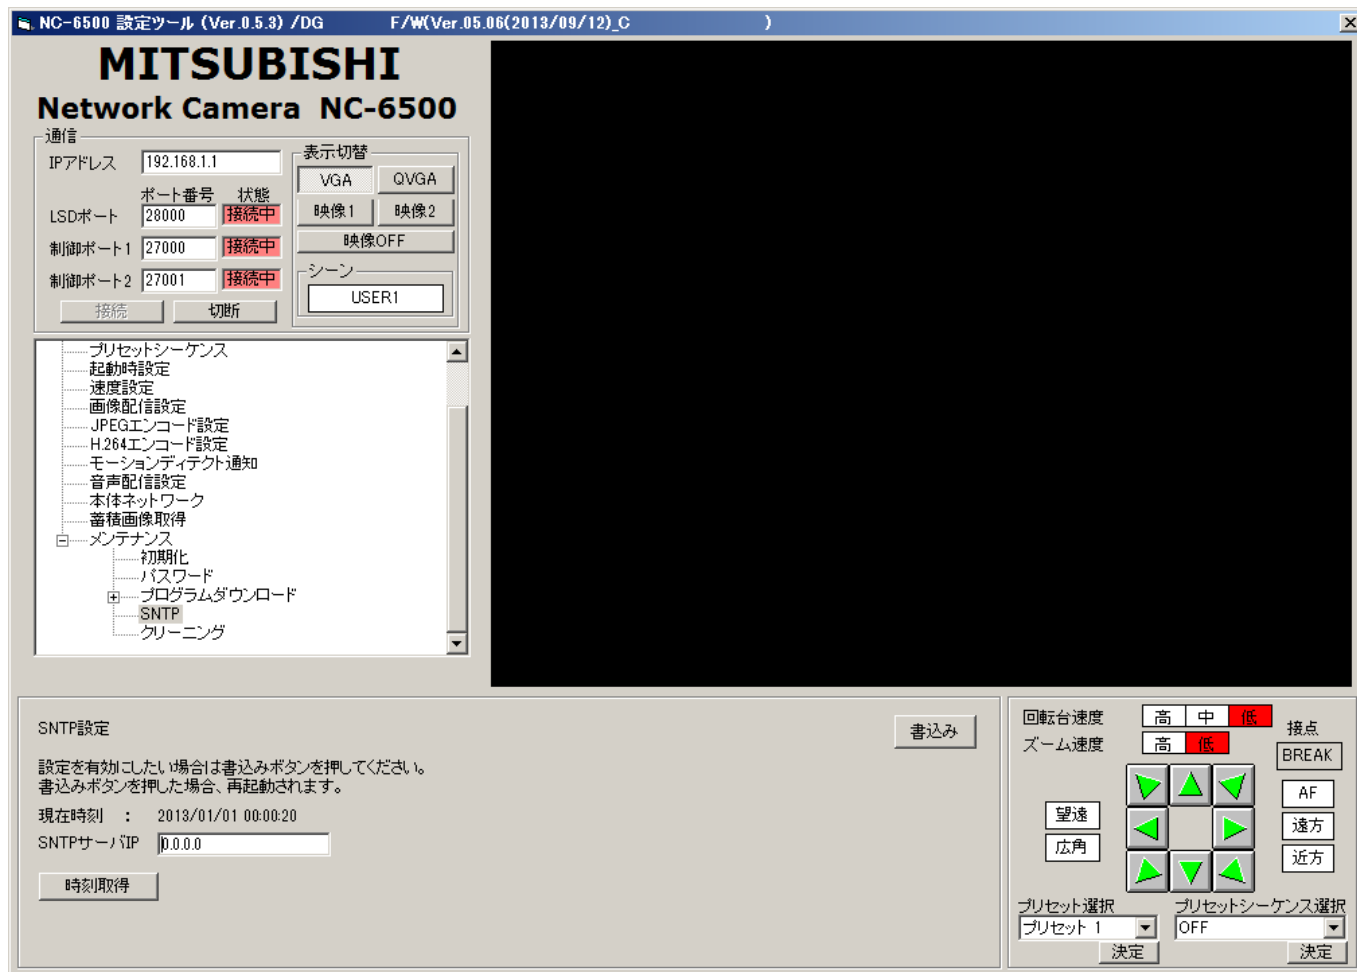 NC-6500 設定ツール (Ver.0.5.3) /DG F/W(Ver.05.06(2013/09/12)_C )
MITSUBISHI
Network Camera NC-6500
通信
IPアドレス 192.168.1.1
ポート番号 状態
LSDポート 28000 接続中
制御ポート1 27000 接続中
制御ポート2 27001 接続中
接続 切断
表示切替
VGA QVGA
映像1 映像2
映像OFF
シーン
USER1
プリセットシーケンス
起動時設定
速度設定
画像配信設定
JPEGエンコード設定
H.264エンコード設定
モーションディテクト通知
音声配信設定
本体ネットワーク
蓄積画像取得
メンテナンス
初期化
パスワード
プログラムダウンロード
SNTP
クリーニング
SNTP設定 書込み
設定を有効にしたい場合は書込みボタンを押してください。
書込みボタンを押した場合、再起動されます。
現在時刻 : 2013/01/01 00:00:20
SNTPサーバIP 0.0.0.0
時刻取得
回転台速度 高 中 低
ズーム速度 高 低
接点
BREAK
望遠
広角
AF
遠方
近方
プリセット選択 プリセットシーケンス選択
プリセット 1 OFF
決定 決定